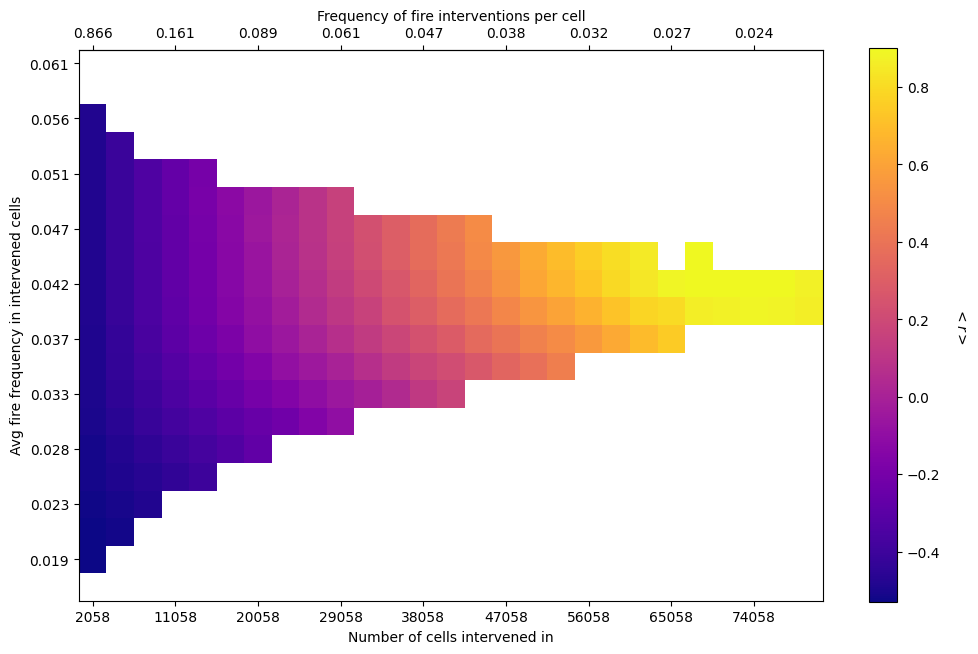 Frequency of fire interventions per cell
0.866 0.161 0.089 0.061 0.047 0.038 0.032 0.027 0.024
0.061
0.056
0.051
0.047
0.042
0.037
0.033
0.028
0.023
0.019
Avg fire frequency in intervened cells
2058 11058 20058 29058 38058 47058 56058 65058 74058
Number of cells intervened in
0.8
0.6
0.4
0.2
0.0
−0.2
−0.4
< r >